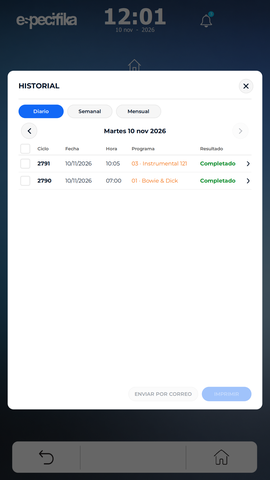 e-specifika
12:01
10 nov - 2026
HISTORIAL
Diario
Semanal
Mensual
Martes 10 nov 2026
Ciclo Fecha Hora Programa Resultado
2791 10/11/2026 10:05 03 - Instrumental 121 Completado
2790 10/11/2026 07:00 01 - Bowie & Dick Completado
ENVIAR POR CORREO
IMPRIMIR